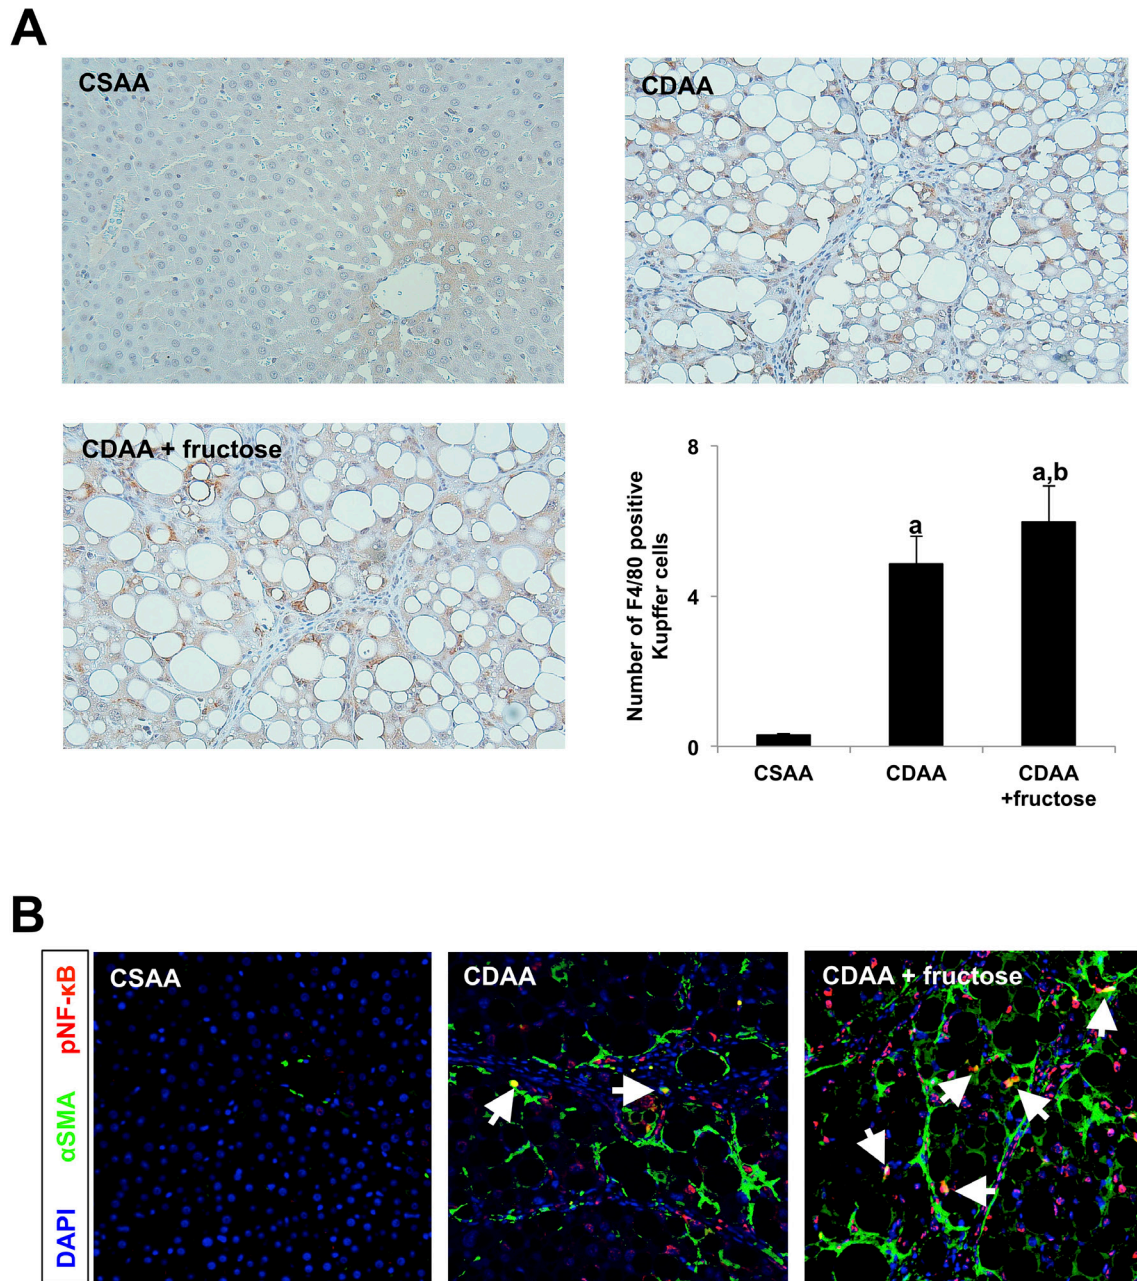 A
CSAA
CDAA
CDAA + fructose
8
4
0
Number of F4/80 positive
Kupffer cells
a
a,b
CSAA
CDAA
CDAA
+fructose
B
DAPI αSMA pNF-κB
CSAA
CDAA
CDAA + fructose